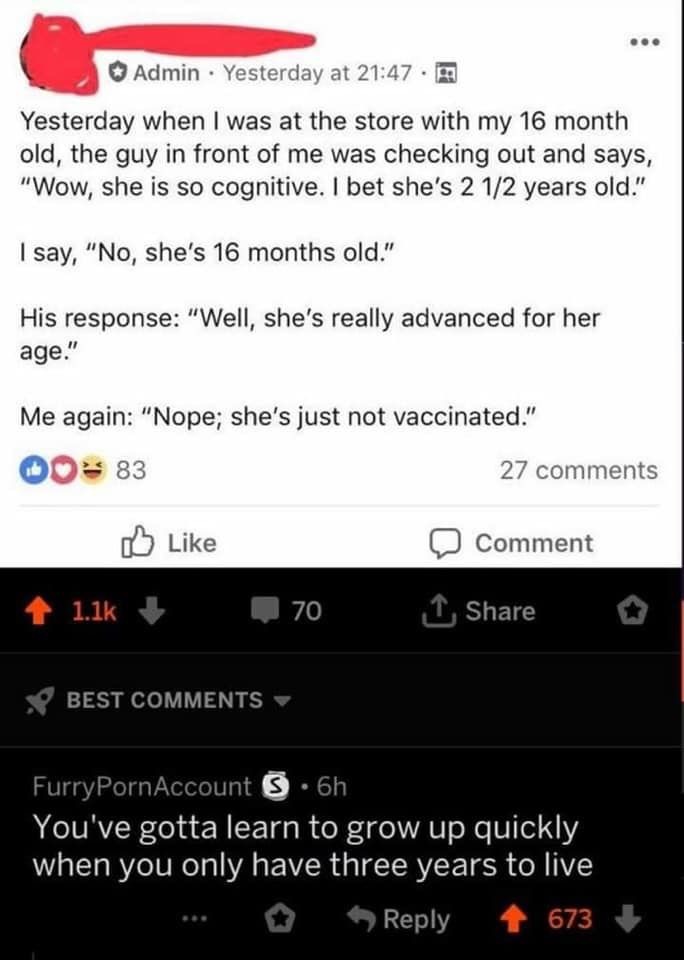 Admin · Yesterday at 21:47 ·
Yesterday when I was at the store with my 16 month
old, the guy in front of me was checking out and says,
"Wow, she is so cognitive. I bet she's 2 1/2 years old."
I say, "No, she's 16 months old."
His response: "Well, she's really advanced for her
age."
Me again: "Nope; she's just not vaccinated."
83 27 comments
Like Comment
1.1k 70 Share
BEST COMMENTS
FurryPornAccount S • 6h
You've gotta learn to grow up quickly
when you only have three years to live
... Reply 673